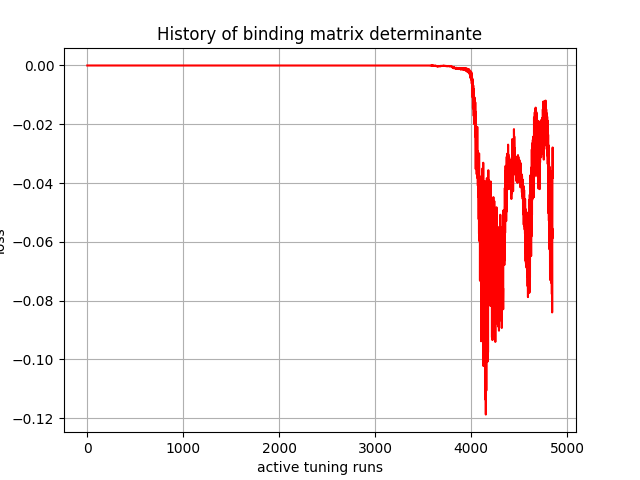 History of binding matrix determinante
0.00
−0.02
−0.04
−0.06
−0.08
−0.10
−0.12
loss
0 1000 2000 3000 4000 5000
active tuning runs